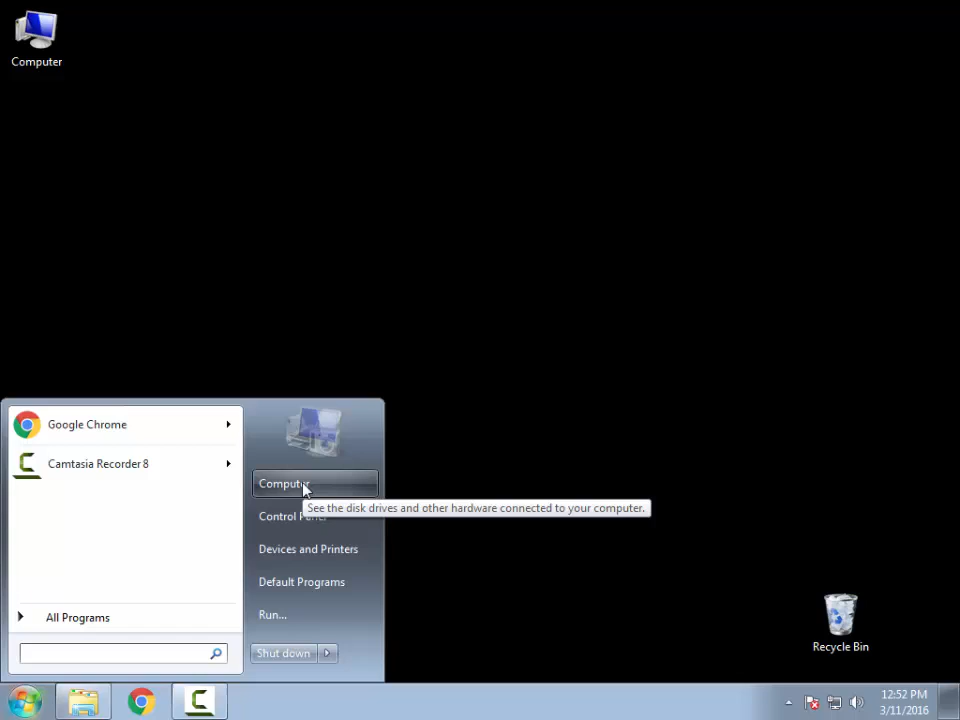 Computer
Google Chrome
Camtasia Recorder 8
All Programs
Computer
See the disk drives and other hardware connected to your computer.
Control
Devices and Printers
Default Programs
Run...
Shut down
Recycle Bin
12:52 PM
3/11/2016